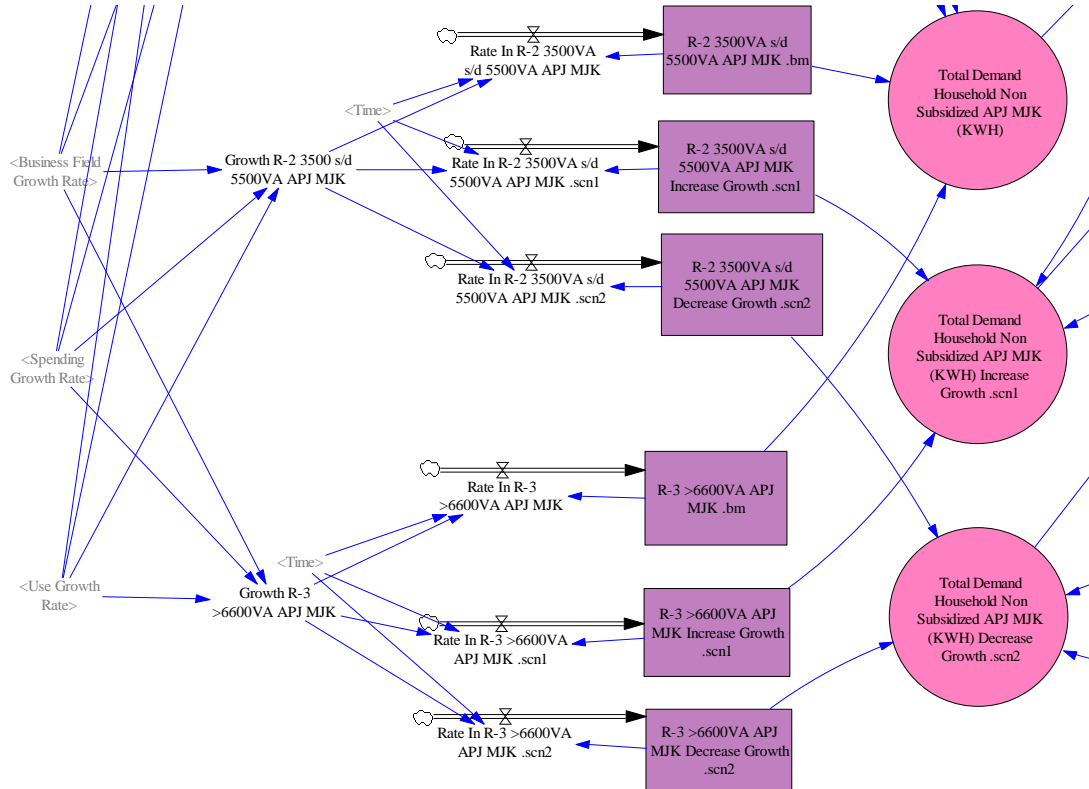 Rate In R-2 3500VA
s/d 5500VA APJ MJK
R-2 3500VA s/d
5500VA APJ MJK .bm
Total Demand
Household Non
Subsidized APJ MJK
(KWH)
<Time>
<Business Field
Growth Rate>
Growth R-2 3500 s/d
5500VA APJ MJK
Rate In R-2 3500VA s/d
5500VA APJ MJK .scn1
R-2 3500VA s/d
5500VA APJ MJK
Increase Growth .scn1
Rate In R-2 3500VA s/d
5500VA APJ MJK .scn2
R-2 3500VA s/d
5500VA APJ MJK
Decrease Growth .scn2
Total Demand
Household Non
Subsidized APJ MJK
(KWH) Increase
Growth .scn1
<Spending
Growth Rate>
Rate In R-3
>6600VA APJ MJK
R-3 >6600VA APJ
MJK .bm
<Time>
<Use Growth
Rate>
Growth R-3
>6600VA APJ MJK
Rate In R-3 >6600VA
APJ MJK .scn1
R-3 >6600VA APJ
MJK Increase Growth
.scn1
Total Demand
Household Non
Subsidized APJ MJK
(KWH) Decrease
Growth .scn2
Rate In R-3 >6600VA
APJ MJK .scn2
R-3 >6600VA APJ
MJK Decrease Growth
.scn2